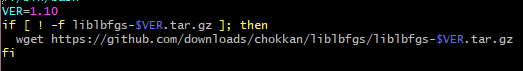 VER=1.10
if [ ! -f liblbfgs-$VER.tar.gz ]; then
  wget https://github.com/downloads/chokkan/liblbfgs/liblbfgs-$VER.tar.gz
fi